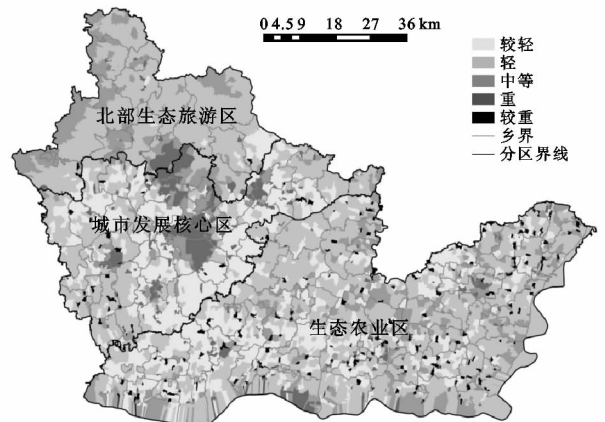 0 4.5 9 18 27 36 km
较轻
轻
中等
重
较重
乡界
分区界线
北部生态旅游区
城市发展核心区
生态农业区